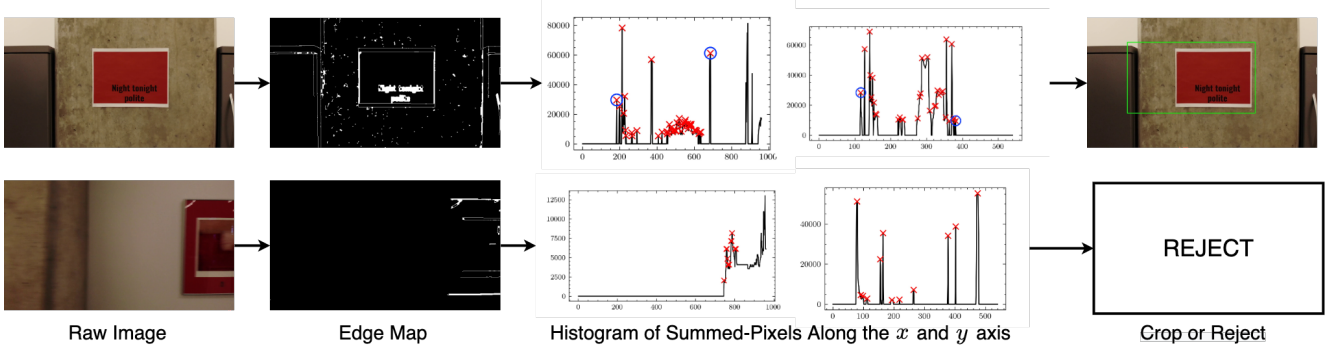 Night tonight
polite
Night tonight
polite
80000
60000
40000
20000
0
0 200 400 600 800
60000
40000
20000
0
0 100 200 300 400 500
Night tonight
polite
12500
10000
7500
5000
2500
0
0 200 400 600 800 1000
40000
20000
0
0 100 200 300 400 500
REJECT
Raw Image
Edge Map
Histogram of Summed-Pixels Along the x and y axis
Crop or Reject